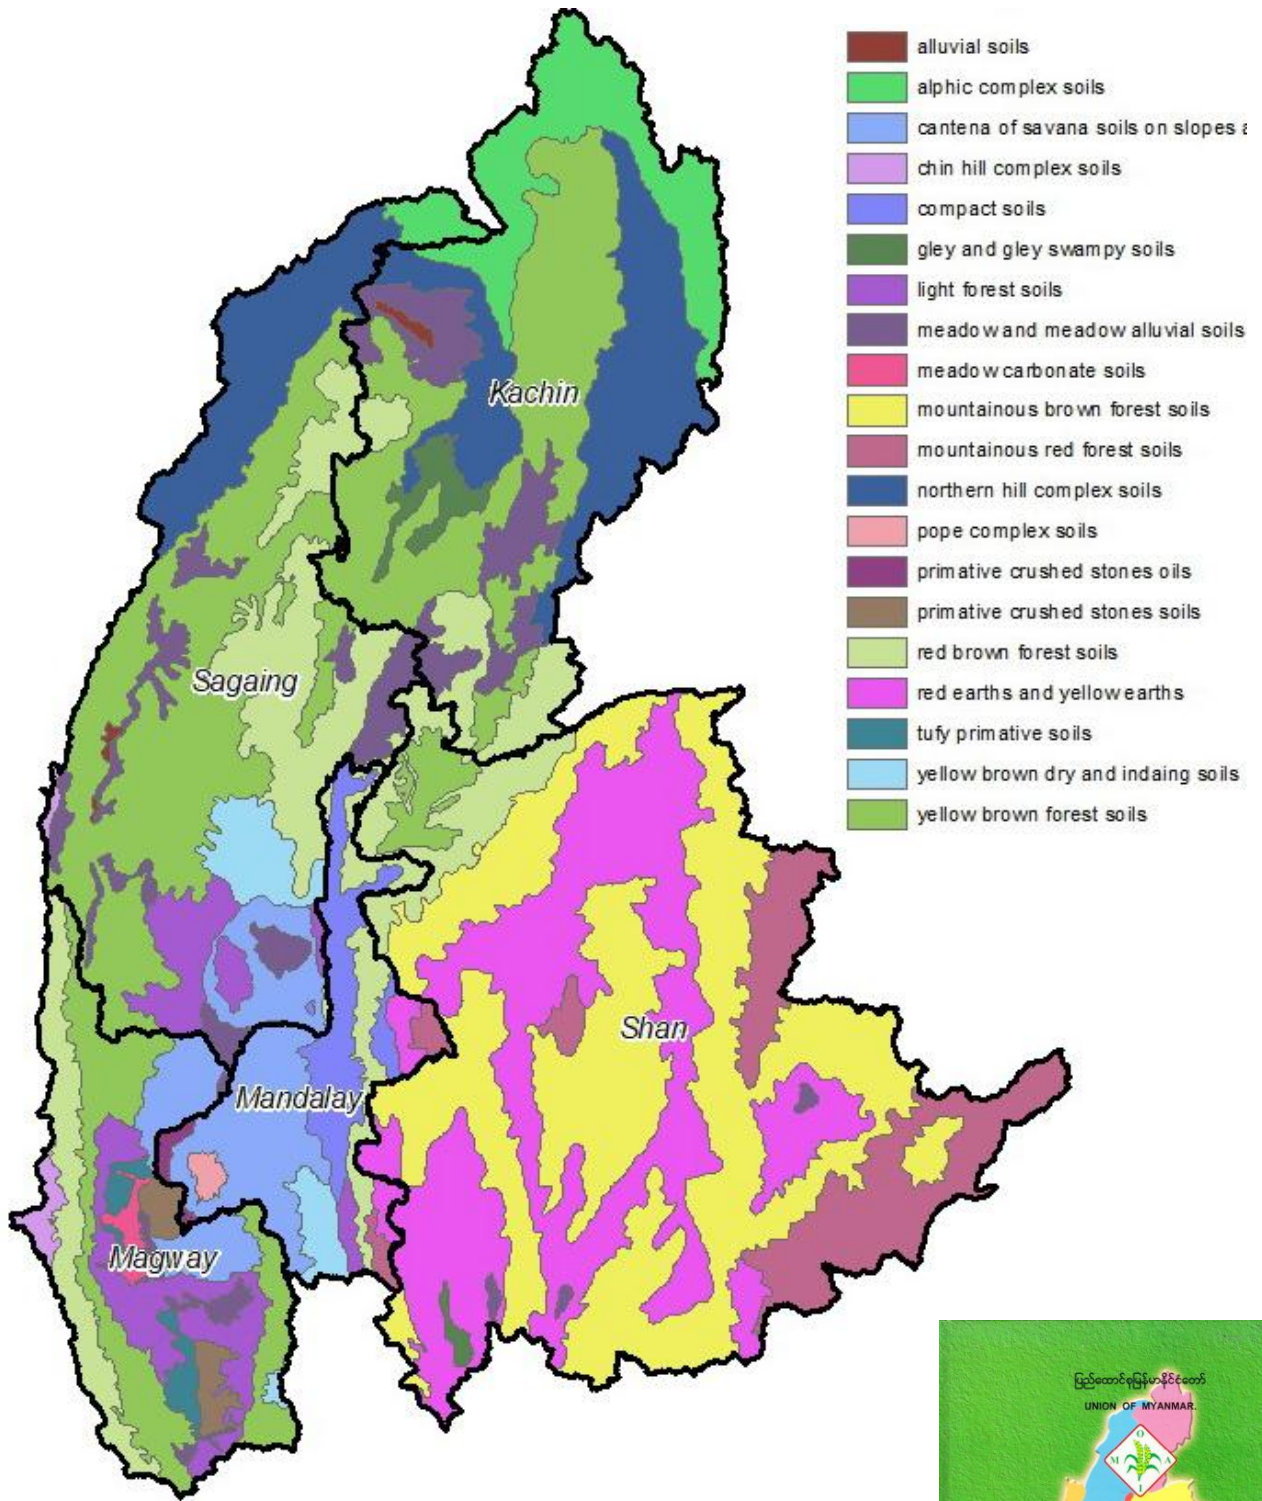 alluvial soils
alphic complex soils
cantena of savana soils on slopes a
chin hill complex soils
compact soils
gley and gley swampy soils
light forest soils
meadow and meadow alluvial soils
meadow carbonate soils
mountainous brown forest soils
mountainous red forest soils
northern hill complex soils
pope complex soils
primative crushed stones oils
primative crushed stones soils
red brown forest soils
red earths and yellow earths
tufy primative soils
yellow brown dry and indaing soils
yellow brown forest soils
Kachin
Sagaing
Shan
Mandalay
Magway
ပြည်ထောင်စုမြန်မာနိုင်ငံတော်
UNION OF MYANMAR.
O
M A
I